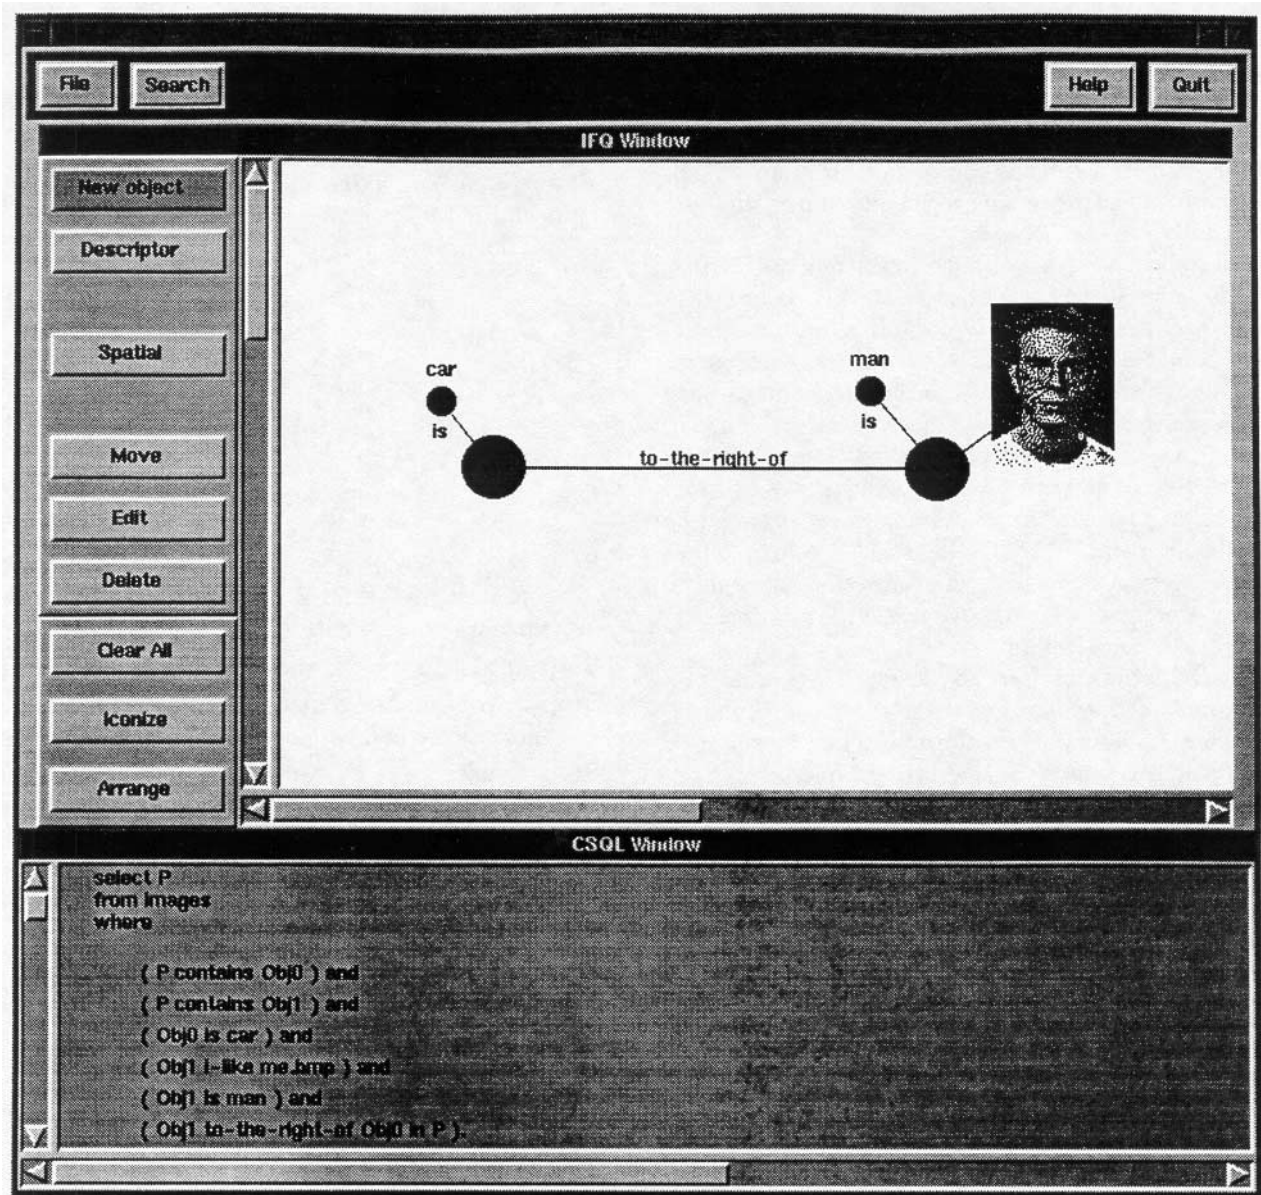 File Search Help Quit
IFQ Window
New object
Descriptor
Spatial
Move
Edit
Delete
Clear All
Iconize
Arrange
car
is
man
is
to-the-right-of
CSQL Window
select P
from Images
where
( P contains Obj0 ) and
( P contains Obj1 ) and
( Obj0 is car ) and
( Obj1 i-like me.bmp ) and
( Obj1 is man ) and
( Obj1 to-the-right-of Obj0 in P ).